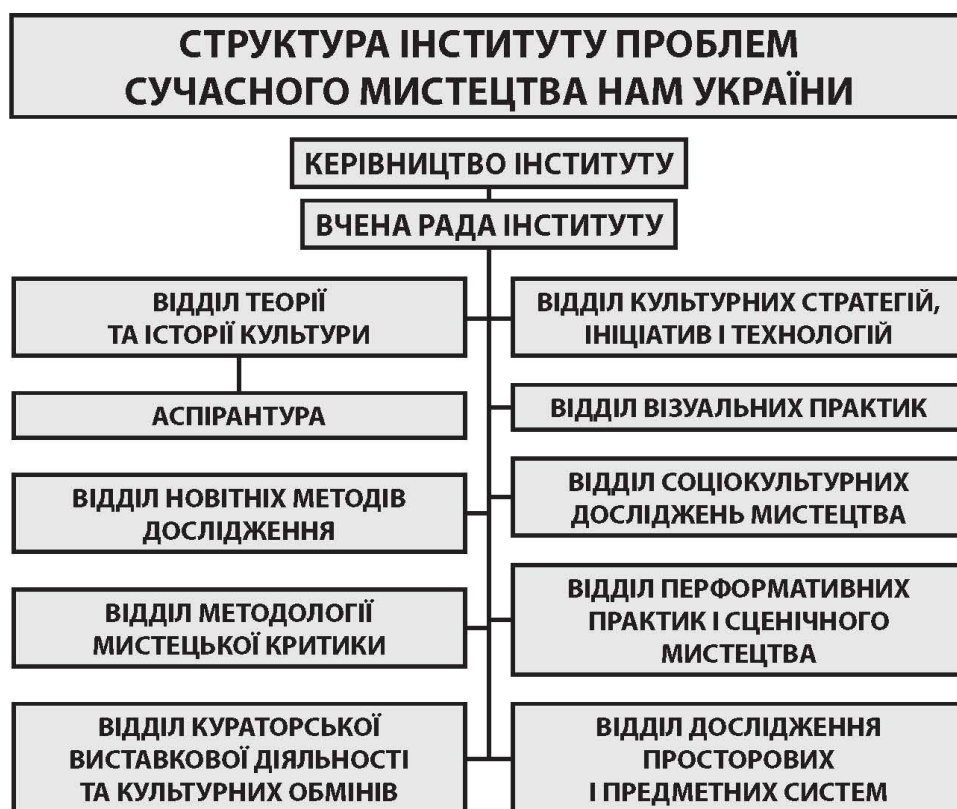 СТРУКТУРА ІНСТИТУТУ ПРОБЛЕМ
СУЧАСНОГО МИСТЕЦТВА НАМ УКРАЇНИ
КЕРІВНИЦТВО ІНСТИТУТУ
ВЧЕНА РАДА ІНСТИТУТУ
ВІДДІЛ ТЕОРІЇ
ТА ІСТОРІЇ КУЛЬТУРИ
ВІДДІЛ КУЛЬТУРНИХ СТРАТЕГІЙ,
ІНІЦІАТИВ І ТЕХНОЛОГІЙ
АСПІРАНТУРА
ВІДДІЛ ВІЗУАЛЬНИХ ПРАКТИК
ВІДДІЛ НОВІТНІХ МЕТОДІВ
ДОСЛІДЖЕННЯ
ВІДДІЛ СОЦІОКУЛЬТУРНИХ
ДОСЛІДЖЕНЬ МИСТЕЦТВА
ВІДДІЛ МЕТОДОЛОГІЇ
МИСТЕЦЬКОЇ КРИТИКИ
ВІДДІЛ ПЕРФОРМАТИВНИХ
ПРАКТИК І СЦЕНІЧНОГО
МИСТЕЦТВА
ВІДДІЛ КУРАТОРСЬКОЇ
ВИСТАВКОВОЇ ДІЯЛЬНОСТІ
ТА КУЛЬТУРНИХ ОБМІНІВ
ВІДДІЛ ДОСЛІДЖЕННЯ
ПРОСТОРОВИХ
І ПРЕДМЕТНИХ СИСТЕМ